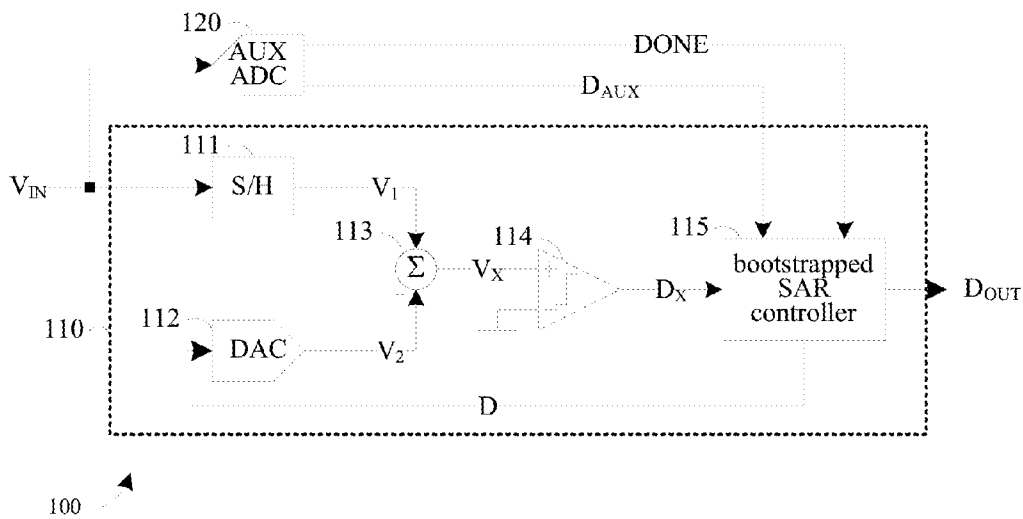 120
AUX
ADC
DONE
D_AUX
111
V_IN
S/H
V_1
113
114
115
Σ
V_X
+
-
D_X
bootstrapped
SAR
controller
D_OUT
110
112
DAC
V_2
D
100